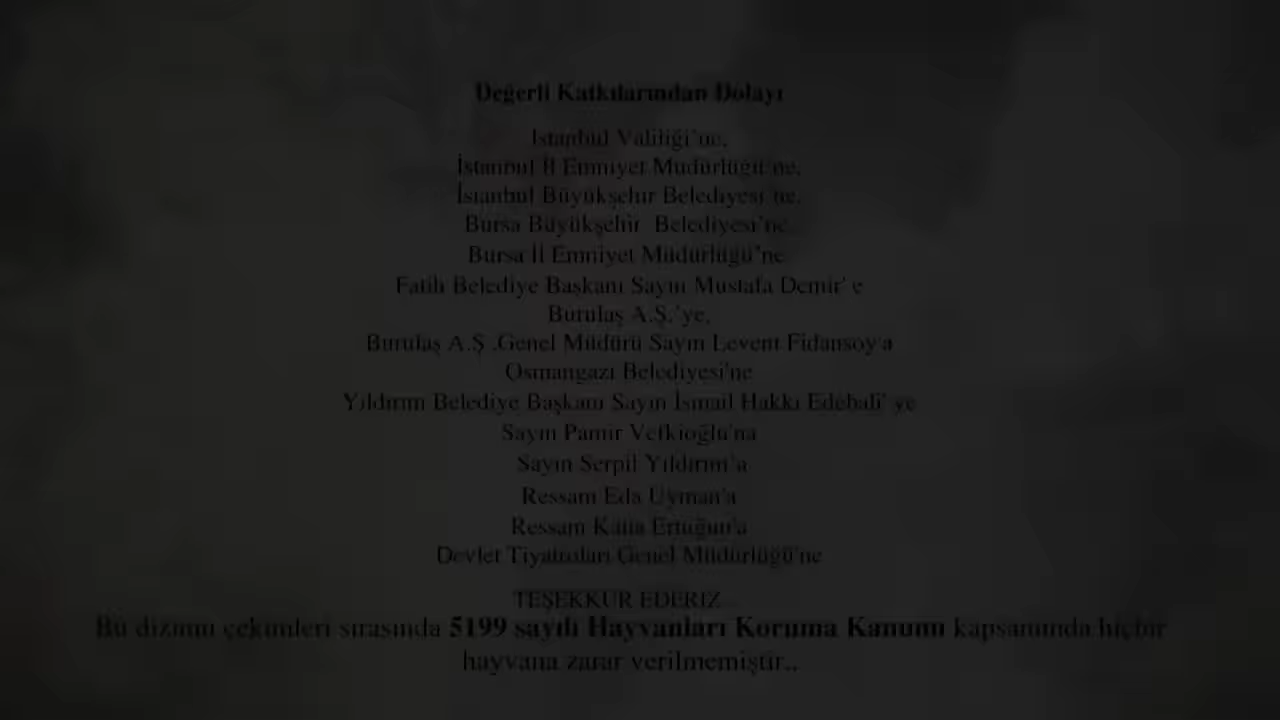 Değerli Katkılarından Dolayı
İstanbul Valiliği'ne,
İstanbul İl Emniyet Müdürlüğü'ne,
İstanbul Büyükşehir Belediyesi'ne,
Bursa Büyükşehir Belediyesi'ne,
Bursa İl Emniyet Müdürlüğü'ne
Fatih Belediye Başkanı Sayın Mustafa Demir' e
Burulaş A.Ş.'ye,
Burulaş A.Ş .Genel Müdürü Sayın Levent Fidansoy'a
Osmangazi Belediyesi'ne
Yıldırım Belediye Başkanı Sayın İsmail Hakkı Edebali' ye
Sayın Pamir
Sayın Serpil Yıldırım'a
Ressam Eda Uyman'a
Ressam
Devlet Tiyatroları Genel Müdürlüğü'ne
TEŞEKKÜR EDERİZ
Bu dizinin çekimleri sırasında 5199 sayılı Hayvanları Koruma Kanunu kapsamında hiçbir
hayvana zarar verilmemiştir..